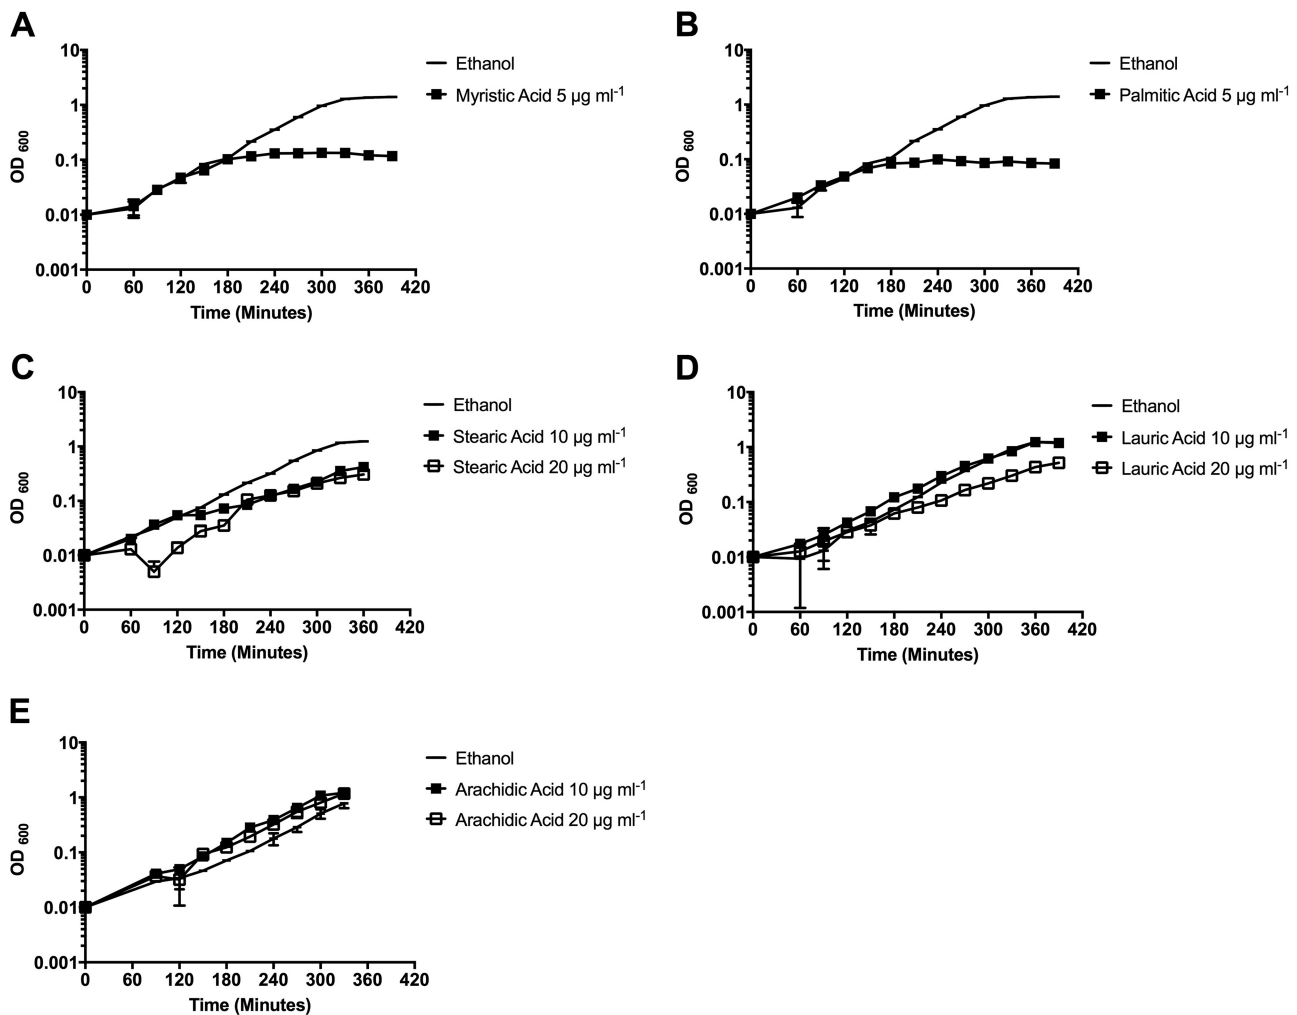 A
10
1
0.1
0.01
0.001
OD 600
0 60 120 180 240 300 360 420
Time (Minutes)
Ethanol
Myristic Acid 5 µg ml-1
B
10
1
0.1
0.01
0.001
OD 600
0 60 120 180 240 300 360 420
Time (Minutes)
Ethanol
Palmitic Acid 5 µg ml-1
C
10
1
0.1
0.01
0.001
OD 600
0 60 120 180 240 300 360 420
Time (Minutes)
Ethanol
Stearic Acid 10 µg ml-1
Stearic Acid 20 µg ml-1
D
10
1
0.1
0.01
0.001
OD 600
0 60 120 180 240 300 360 420
Time (Minutes)
Ethanol
Lauric Acid 10 µg ml-1
Lauric Acid 20 µg ml-1
E
10
1
0.1
0.01
0.001
OD 600
0 60 120 180 240 300 360 420
Time (Minutes)
Ethanol
Arachidic Acid 10 µg ml-1
Arachidic Acid 20 µg ml-1